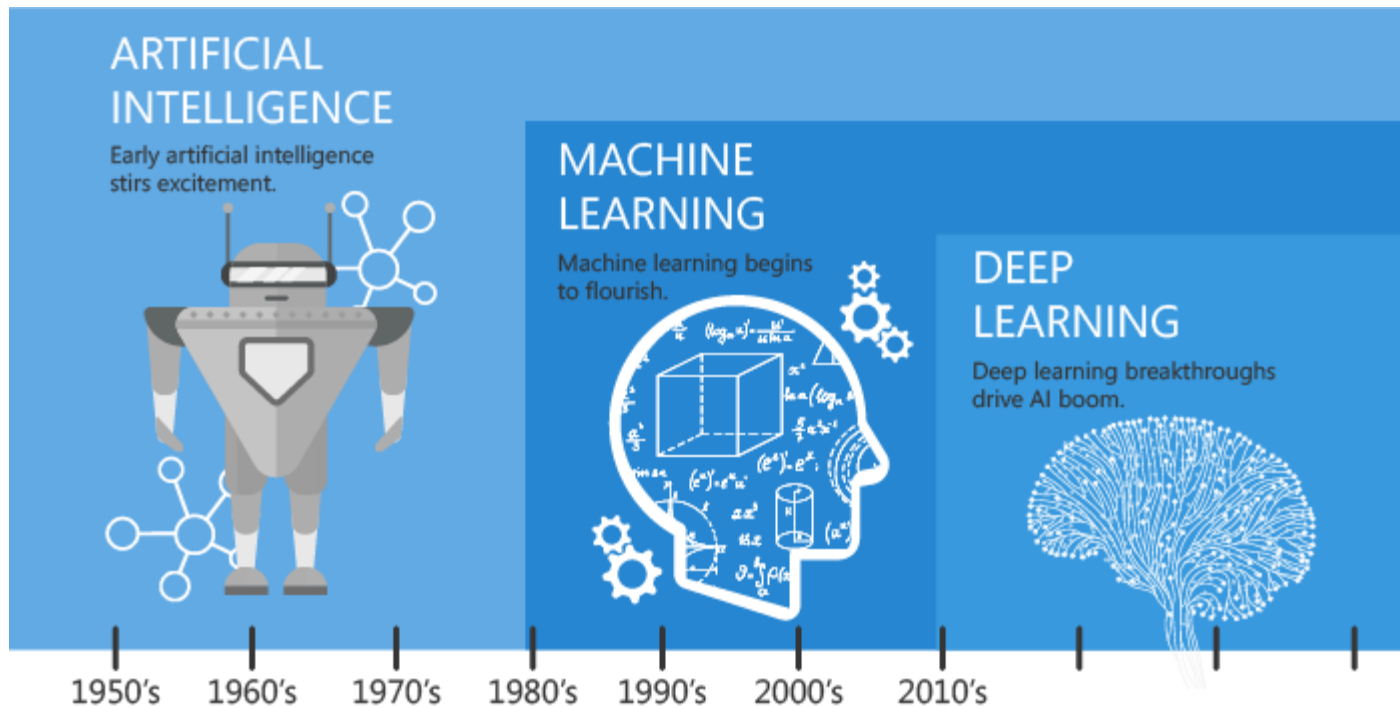 ARTIFICIAL
INTELLIGENCE
Early artificial intelligence
stirs excitement.
MACHINE
LEARNING
Machine learning begins
to flourish.
DEEP
LEARNING
Deep learning breakthroughs
drive AI boom.
1950's 1960's 1970's 1980's 1990's 2000's 2010's